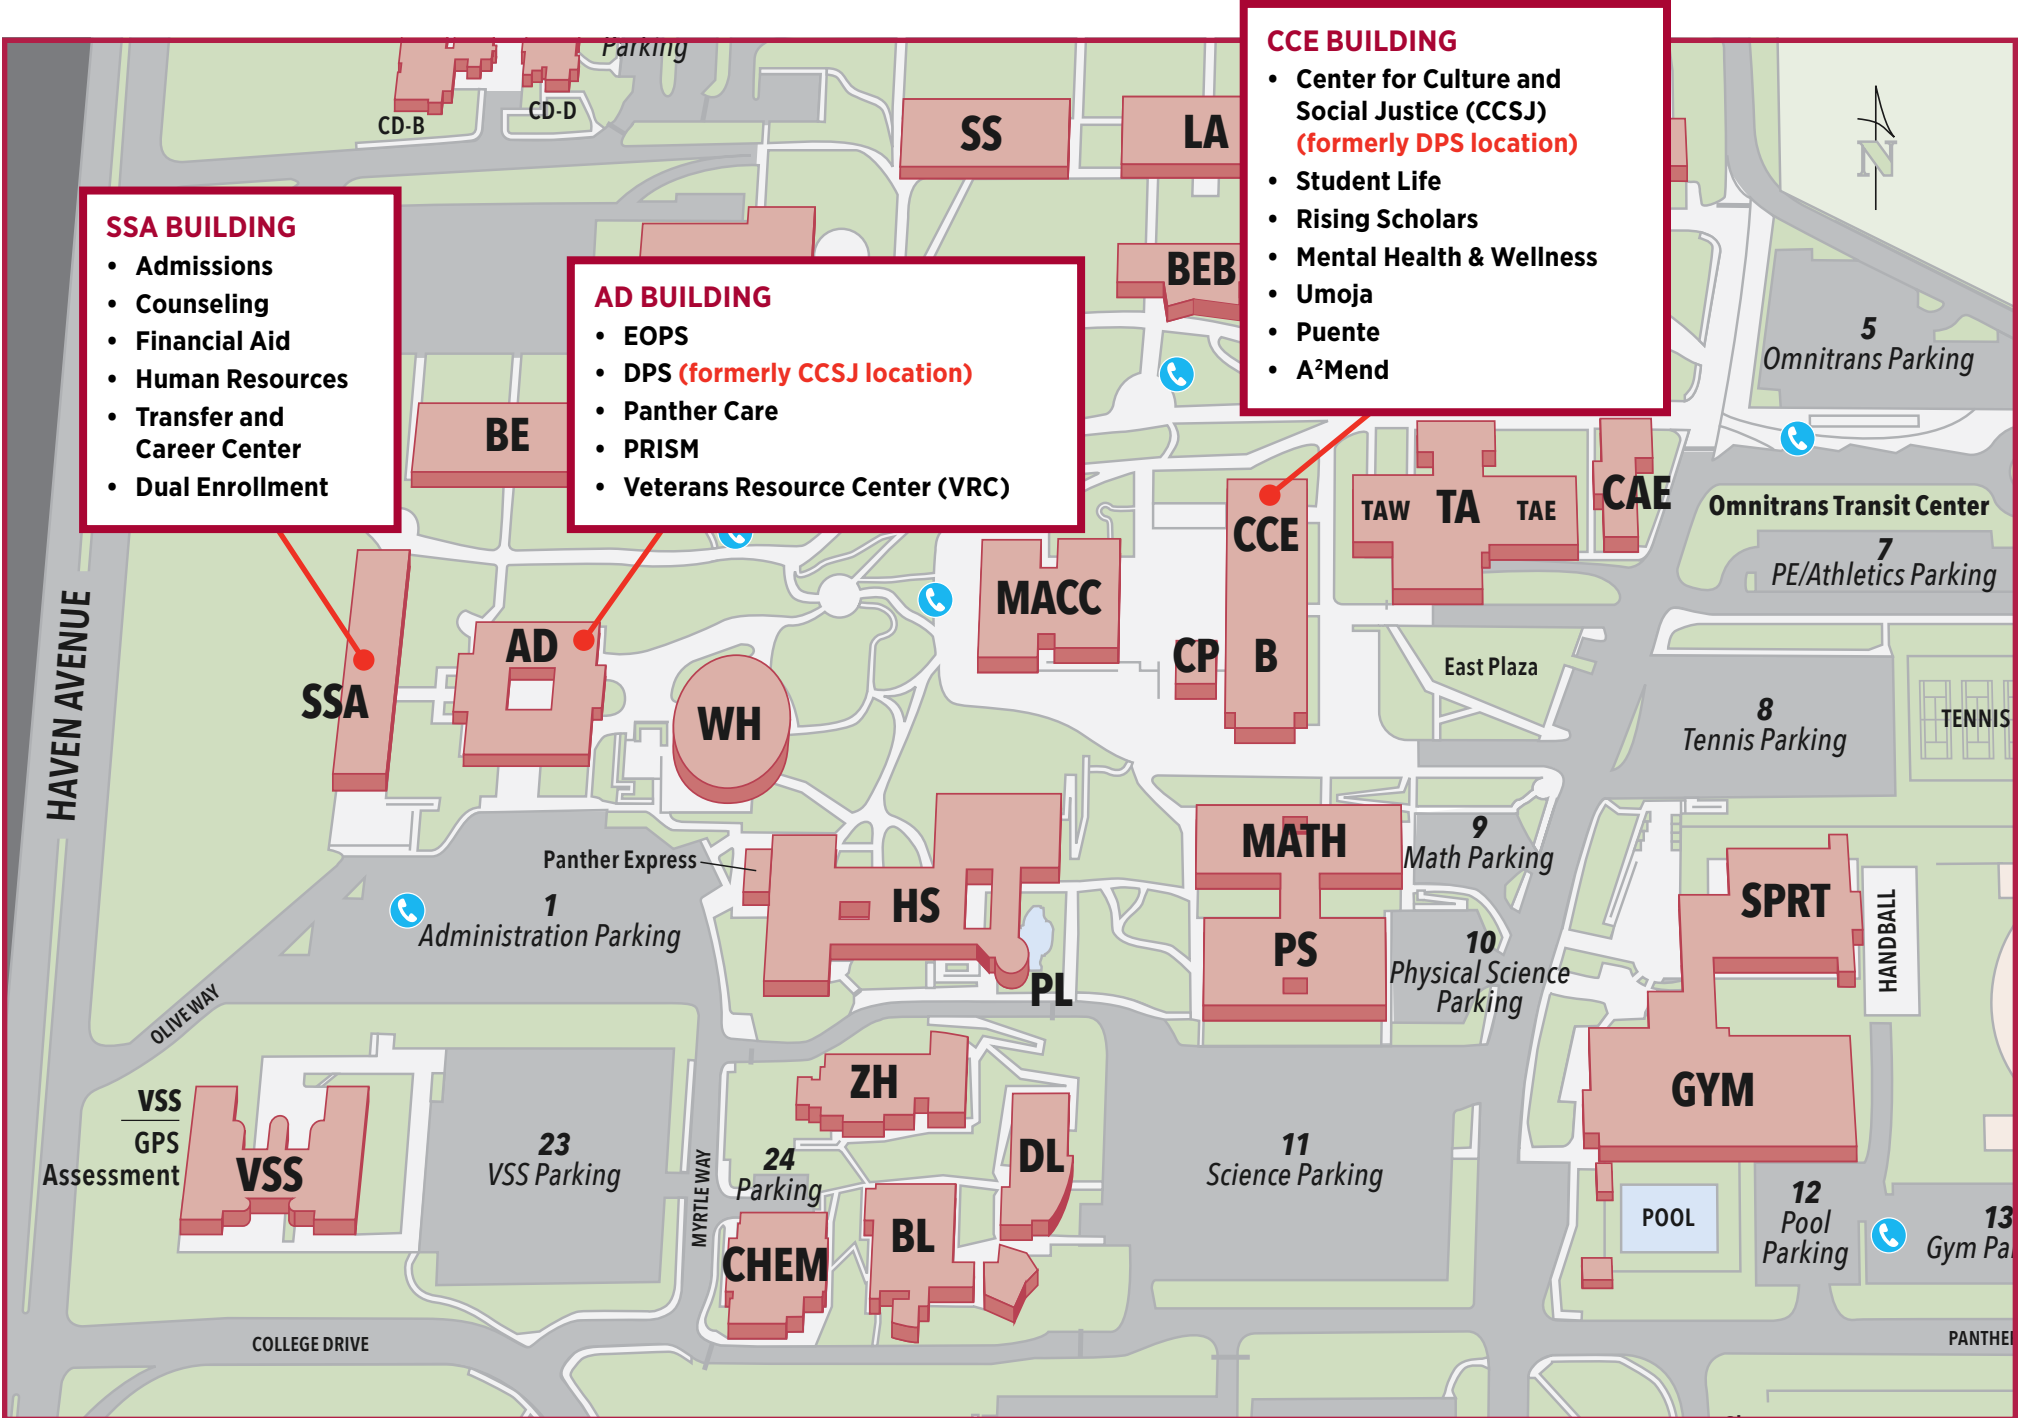 Parking
CD-B
CD-D
SS
LA
N
CCE BUILDING
• Center for Culture and
Social Justice (CCSJ)
(formerly DPS location)
• Student Life
• Rising Scholars
• Mental Health & Wellness
• Umoja
• Puente
• A²Mend
SSA BUILDING
• Admissions
• Counseling
• Financial Aid
• Human Resources
• Transfer and
Career Center
• Dual Enrollment
AD BUILDING
• EOPS
• DPS (formerly CCSJ location)
• Panther Care
• PRISM
• Veterans Resource Center (VRC)
BEB
5
Omnitrans Parking
BE
TAW
TA
TAE
CAE
Omnitrans Transit Center
CCE
7
PE/Athletics Parking
MACC
HAVEN AVENUE
AD
CP
B
East Plaza
SSA
WH
8
Tennis Parking
TENNIS
MATH
9
Math Parking
Panther Express
1
Administration Parking
HS
SPRT
HANDBALL
PS
10
Physical Science
Parking
PL
OLIVE WAY
VSS
GPS
Assessment
VSS
23
VSS Parking
MYRTLE WAY
ZH
24
Parking
DL
11
Science Parking
GYM
CHEM
BL
POOL
12
Pool
Parking
13
Gym Pa
COLLEGE DRIVE
PANTHE